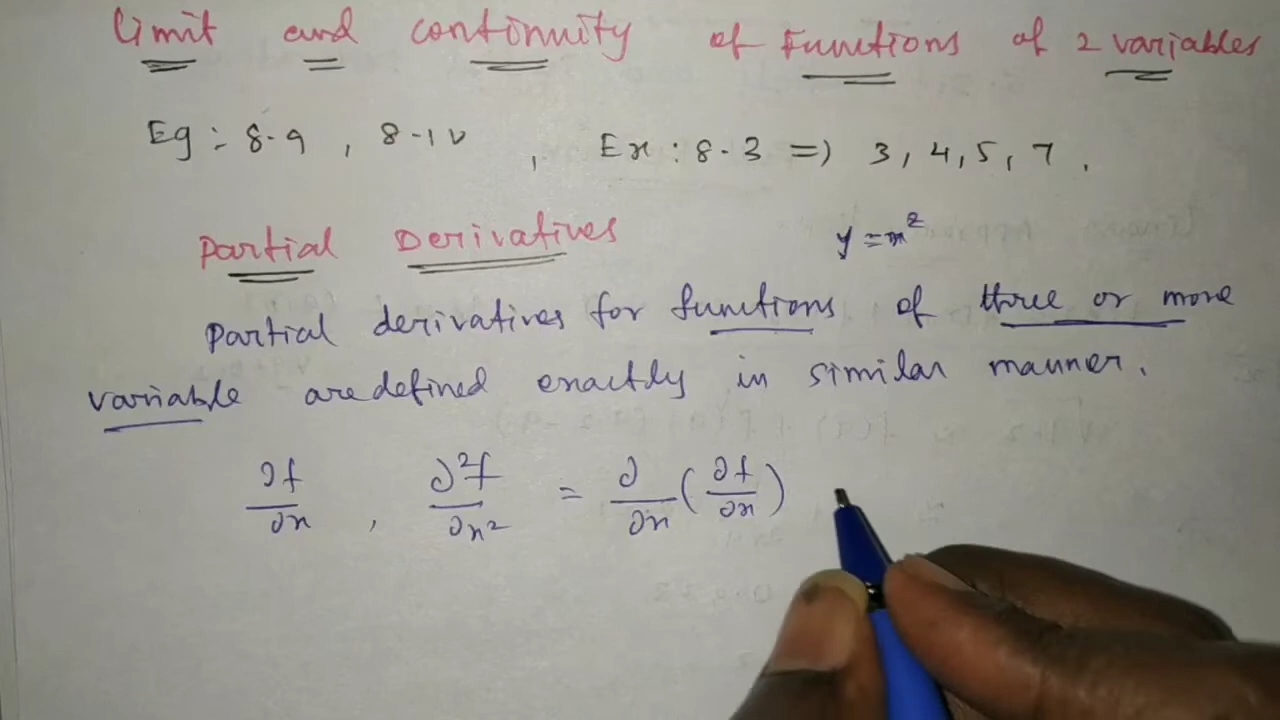 Limit and continuity of Functions of 2 variables
Eg : 8.9 , 8.10 , Ex : 8.3 => 3, 4, 5, 7 .
Partial Derivatives
y = x²
Partial derivatives for functions of three or more
variable are defined exactly in similar manner.
∂f/∂x , ∂²f/∂x² = ∂/∂x (∂f/∂x)